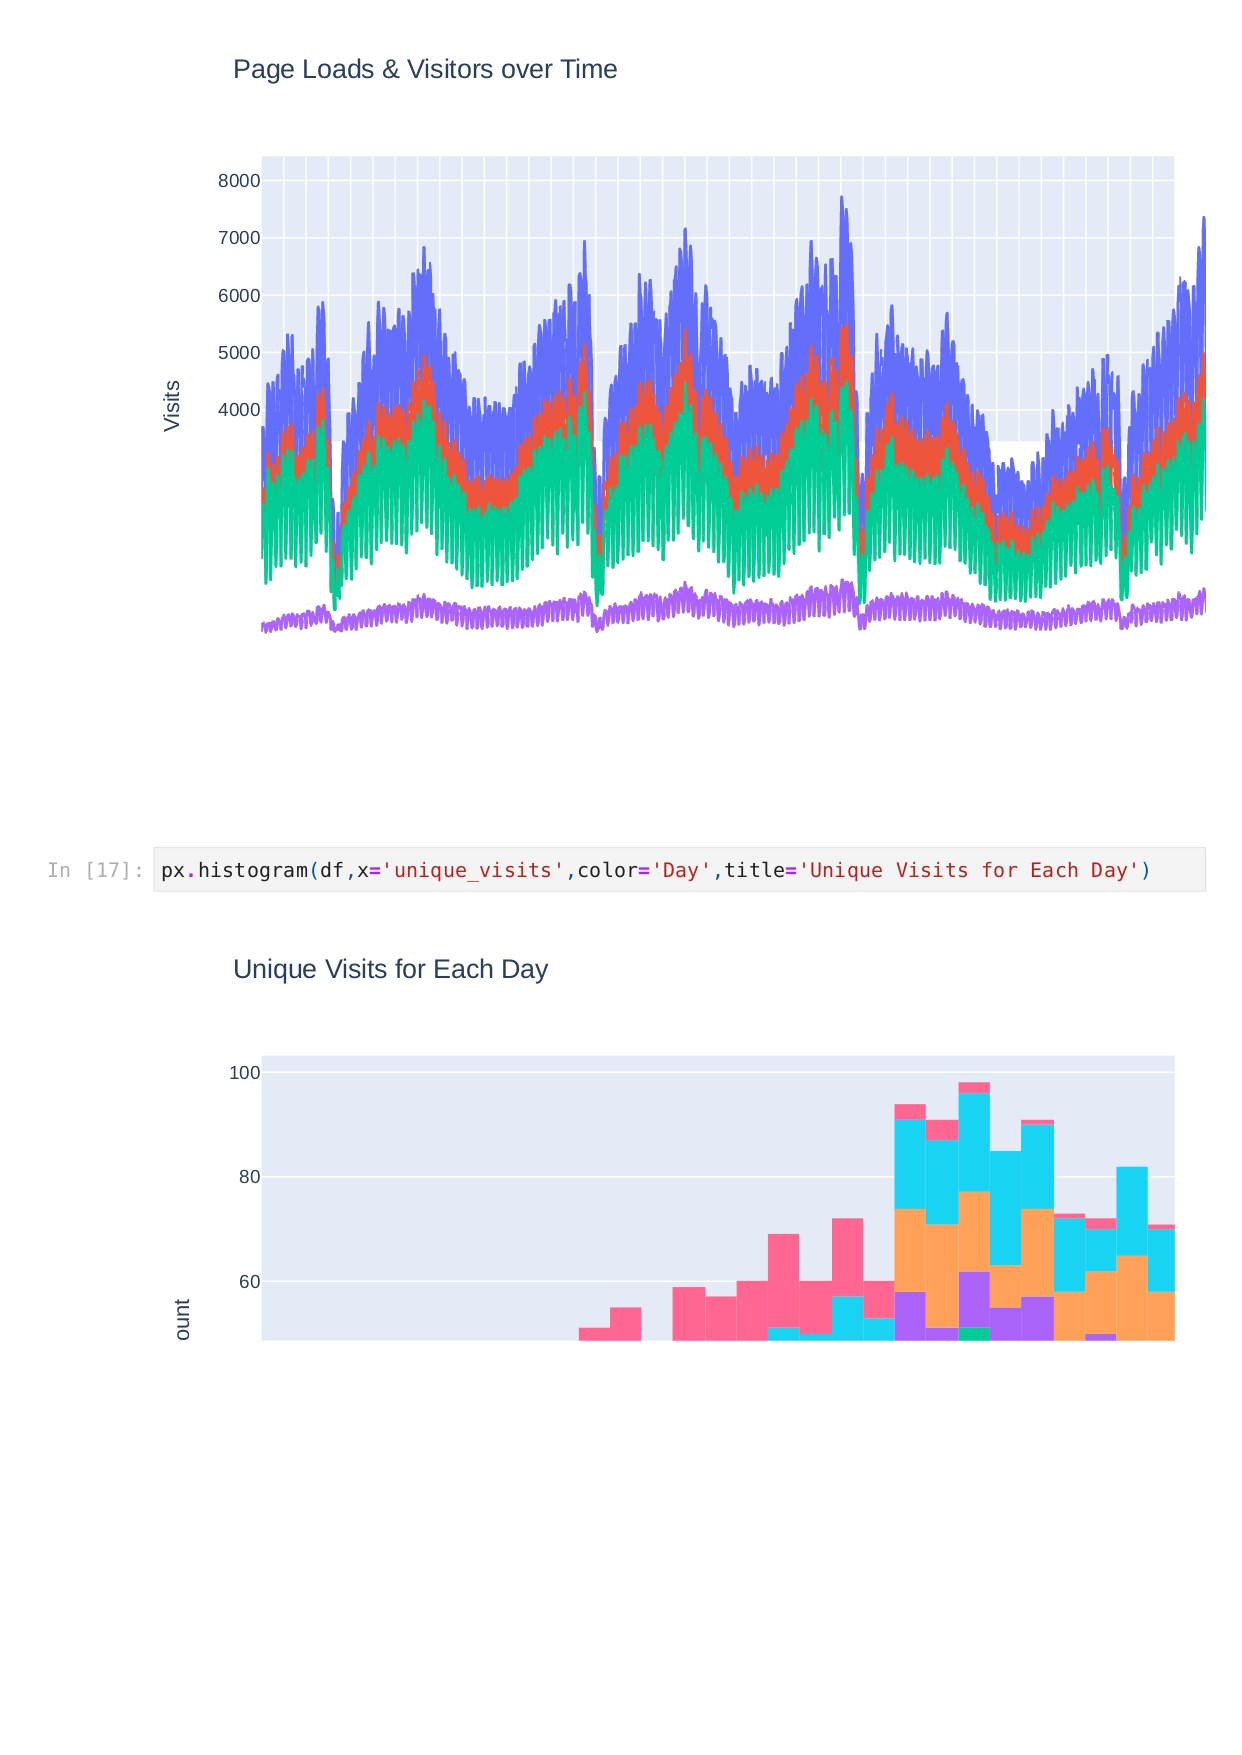 Page Loads & Visitors over Time
8000
7000
6000
5000
4000
Visits
In [17]: px.histogram(df,x='unique_visits',color='Day',title='Unique Visits for Each Day')
Unique Visits for Each Day
100
80
60
ount